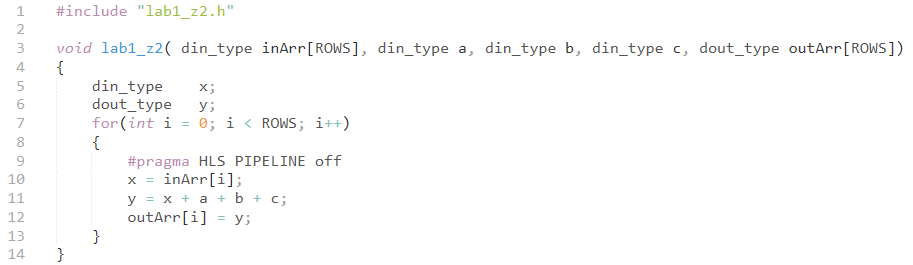 1 #include "lab1_z2.h"
2
3 void lab1_z2( din_type inArr[ROWS], din_type a, din_type b, din_type c, dout_type outArr[ROWS])
4 {
5     din_type    x;
6     dout_type   y;
7     for(int i = 0; i < ROWS; i++)
8     {
9         #pragma HLS PIPELINE off
10         x = inArr[i];
11         y = x + a + b + c;
12         outArr[i] = y;
13     }
14 }